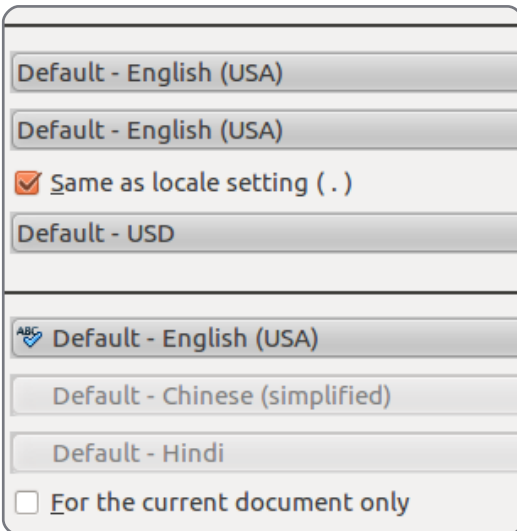 Default - English (USA)
Default - English (USA)
Same as locale setting ( . )
Default - USD
ABC Default - English (USA)
Default - Chinese (simplified)
Default - Hindi
For the current document only